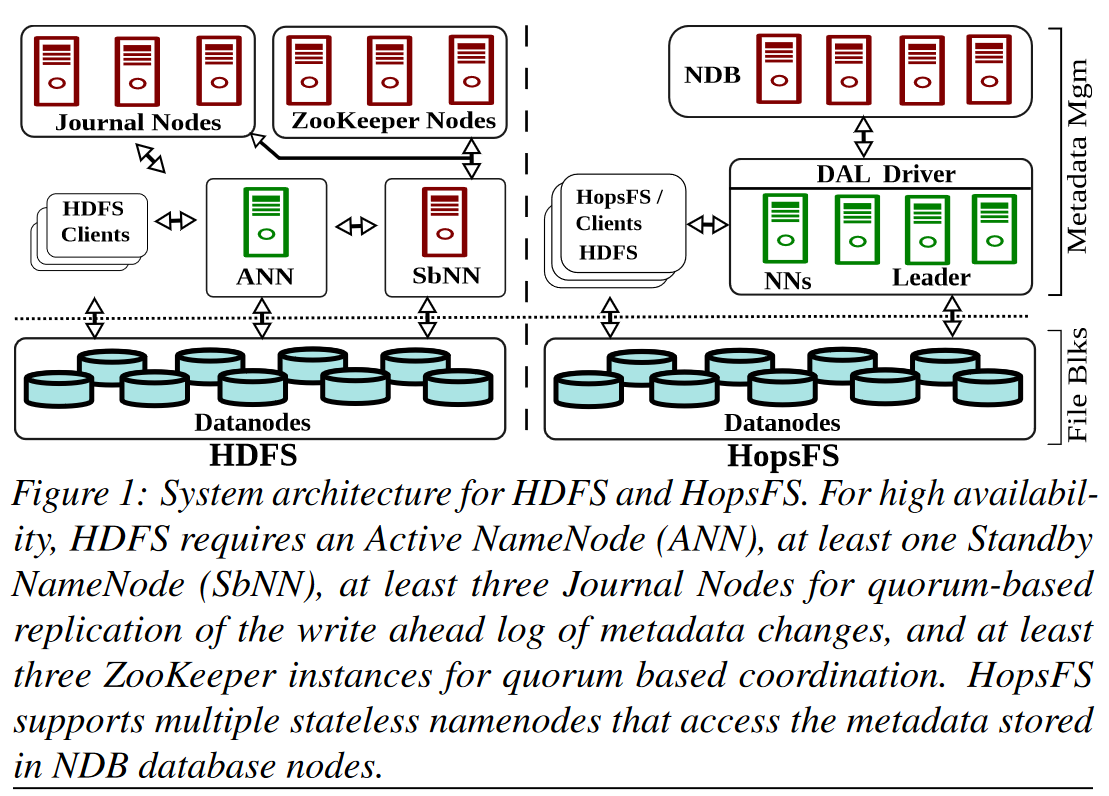 Journal Nodes
ZooKeeper Nodes
HDFS
Clients
ANN
SbNN
Datanodes
HDFS
NDB
DAL Driver
HopsFS /
Clients
HDFS
NNs
Leader
Datanodes
HopsFS
Metadata Mgm
File Blks
Figure 1: System architecture for HDFS and HopsFS. For high availabil-
ity, HDFS requires an Active NameNode (ANN), at least one Standby
NameNode (SbNN), at least three Journal Nodes for quorum-based
replication of the write ahead log of metadata changes, and at least
three ZooKeeper instances for quorum based coordination. HopsFS
supports multiple stateless namenodes that access the metadata stored
in NDB database nodes.